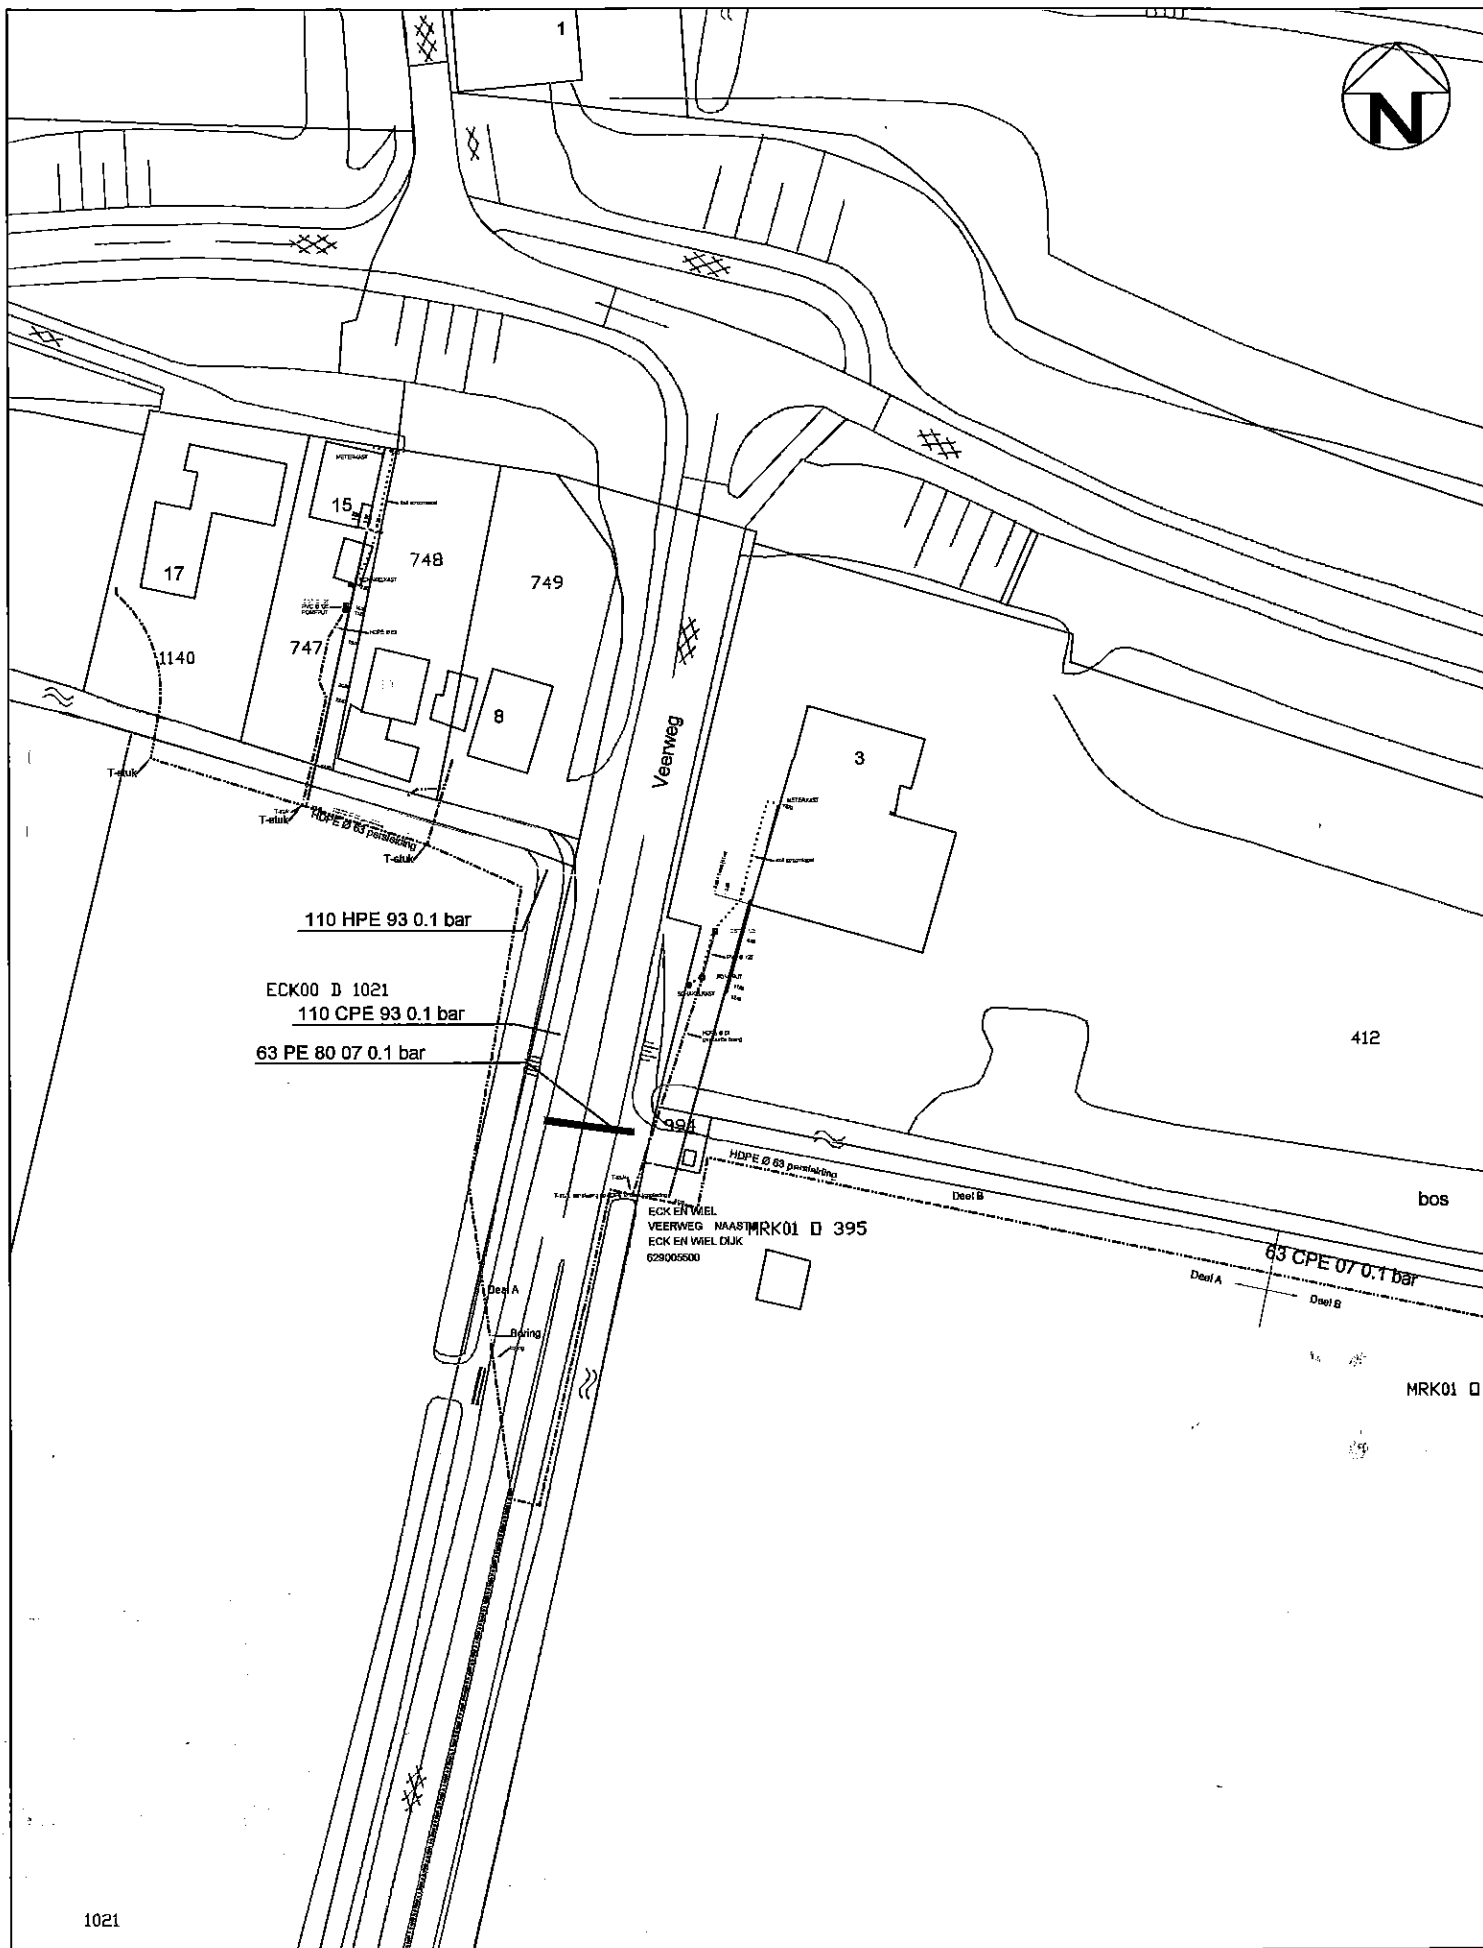 1
N
METERKAST
15
748
17
749
747
1140
8
Veerweg
3
METERKAST
T-stuk
T-stuk
HDPE Ø 63 persleiding
T-stuk
110 HPE 93 0.1 bar
ECK00 D 1021
110 CPE 93 0.1 bar
63 PE 80 07 0.1 bar
SCHAKELKAST
412
994
HDPE Ø 63 persleiding
Deel B
bos
ECK EN WIEL
VEERWEG NAAST
MRK01 D 395
ECK EN WIEL DIJK
629005500
63 CPE 07 0.1 bar
Deel A
Deel B
Deel A
Boring
MRK01 D
1021